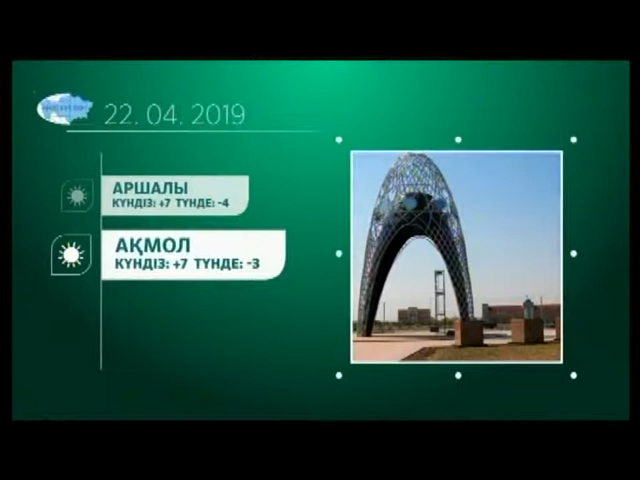 22. 04. 2019
АРШАЛЫ
КҮНДІЗ: +7 ТҮНДЕ: -4
АҚМОЛ
КҮНДІЗ: +7 ТҮНДЕ: -3